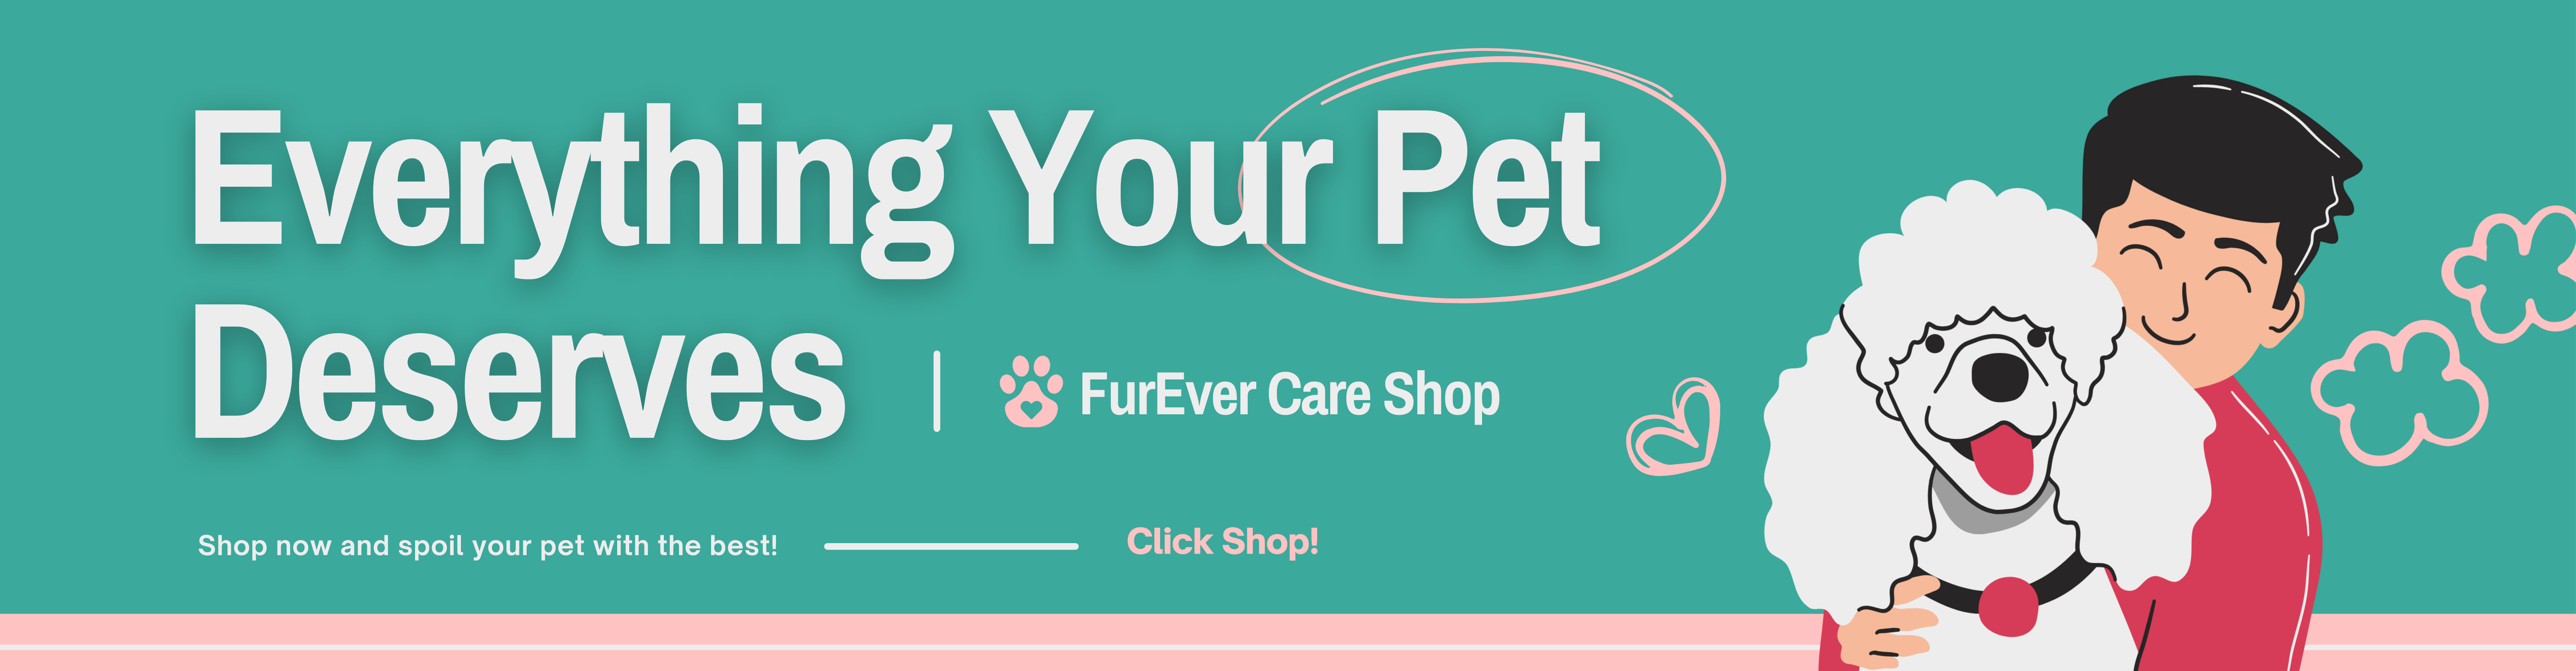 Everything Your Pet
Deserves
FurEver Care Shop
Shop now and spoil your pet with the best!
Click Shop!